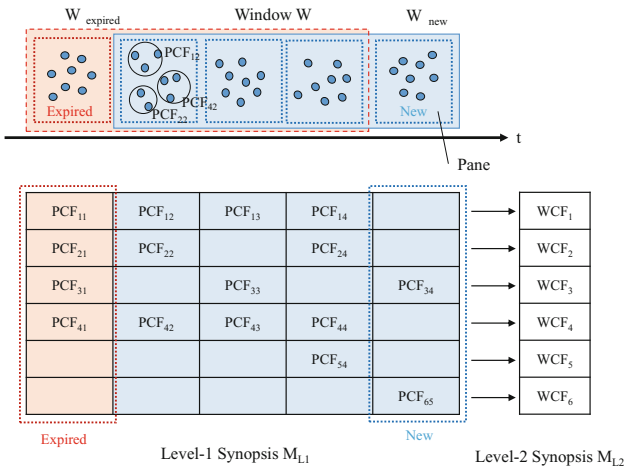 W expired Window W W new
PCF12
Expired PCF42 New
PCF22
t
Pane
PCF11 PCF12 PCF13 PCF14 WCF1
PCF21 PCF22 PCF24 WCF2
PCF31 PCF33 PCF34 WCF3
PCF41 PCF42 PCF43 PCF44 WCF4
PCF54 WCF5
PCF65 WCF6
Expired New
Level-1 Synopsis ML1 Level-2 Synopsis ML2